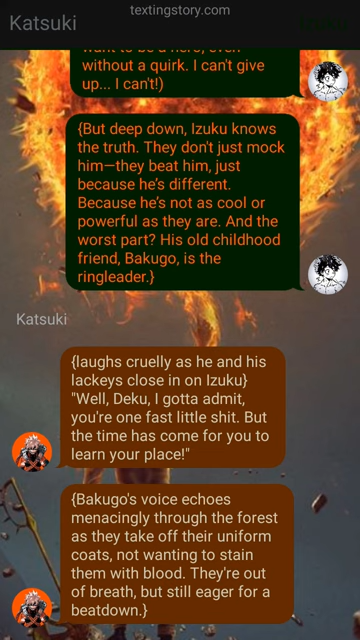 textingstory.com
Katsuki
want to be a hero, even
without a quirk. I can't give
up... I can't!)
{But deep down, Izuku knows
the truth. They don't just mock
him—they beat him, just
because he's different.
Because he's not as cool or
powerful as they are. And the
worst part? His old childhood
friend, Bakugo, is the
ringleader.}
Katsuki
{laughs cruelly as he and his
lackeys close in on Izuku}
"Well, Deku, I gotta admit,
you're one fast little shit. But
the time has come for you to
learn your place!"
{Bakugo's voice echoes
menacingly through the forest
as they take off their uniform
coats, not wanting to stain
them with blood. They're out
of breath, but still eager for a
beatdown.}